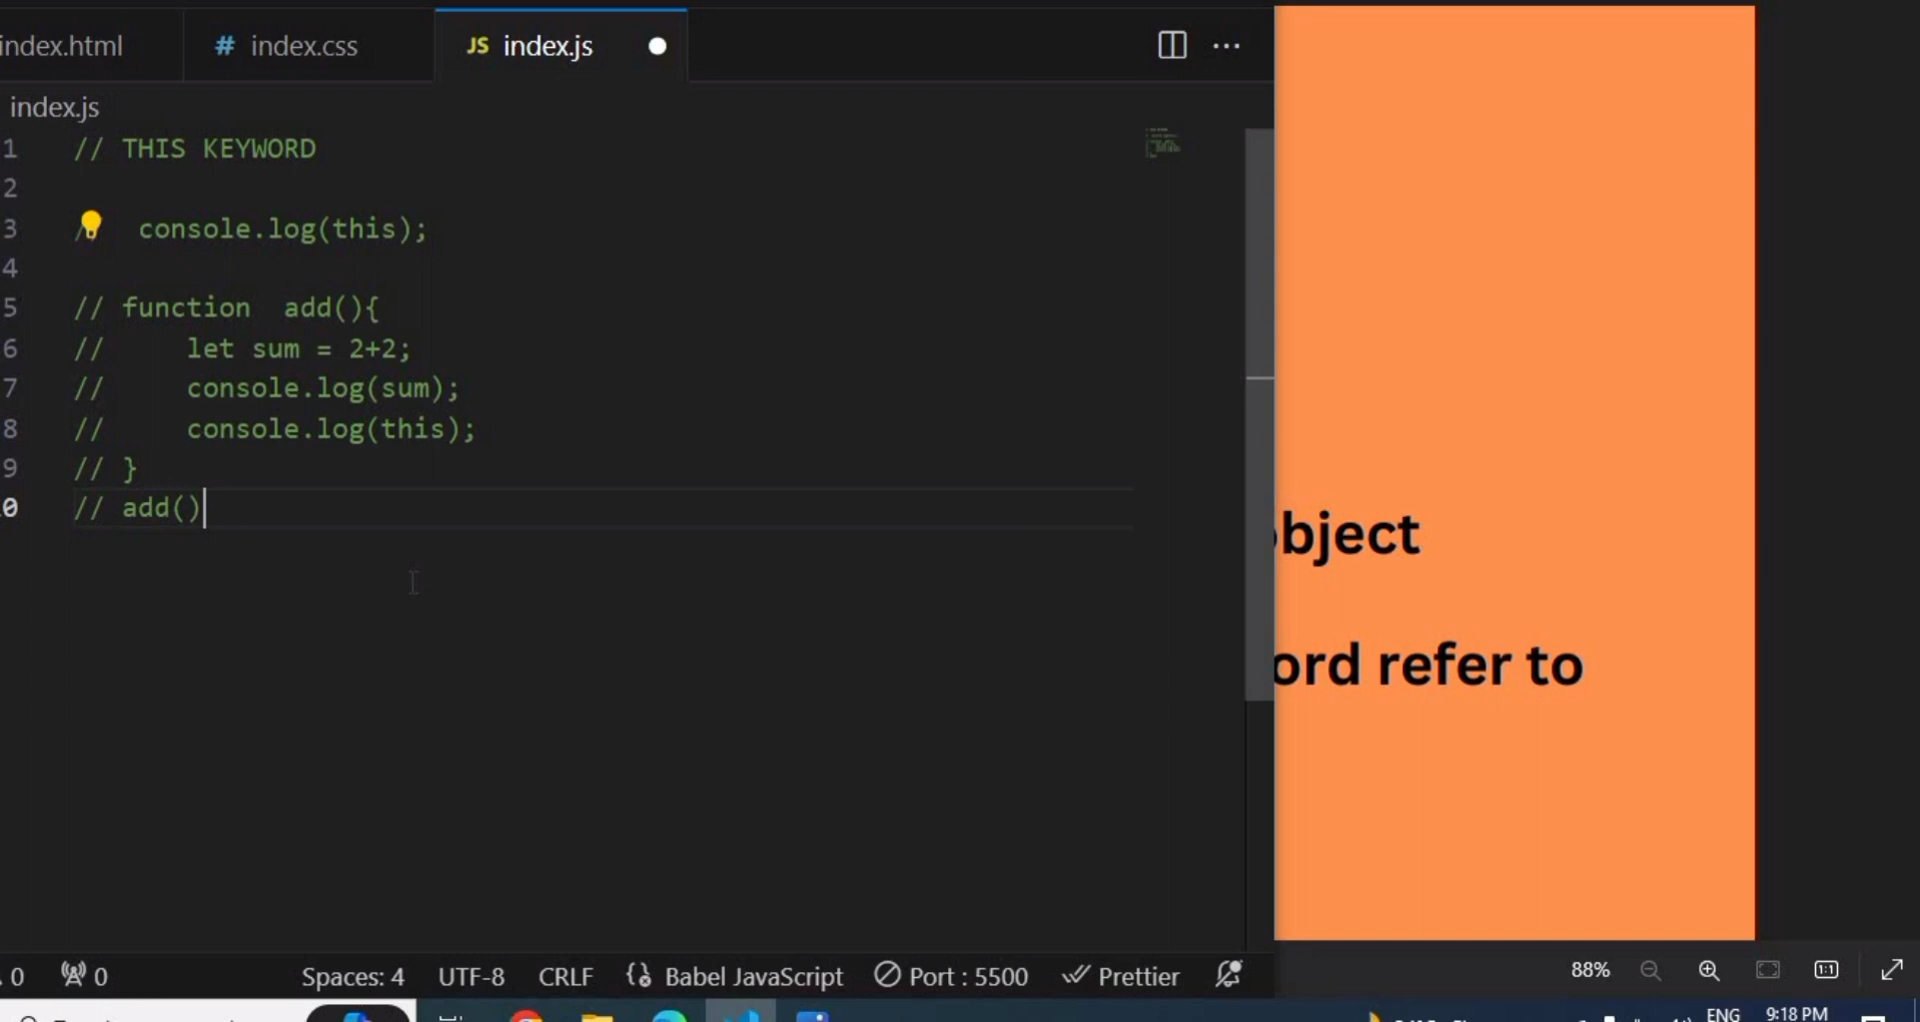 index.html
# index.css
JS index.js
index.js
1 // THIS KEYWORD
2
3 console.log(this);
4
5 // function  add(){
6 //     let sum = 2+2;
7 //     console.log(sum);
8 //     console.log(this);
9 // }
0 // add()
bject
ord refer to
0 0 Spaces: 4 UTF-8 CRLF Babel JavaScript Port : 5500 Prettier
88% 1:1
ENG 9:18 PM